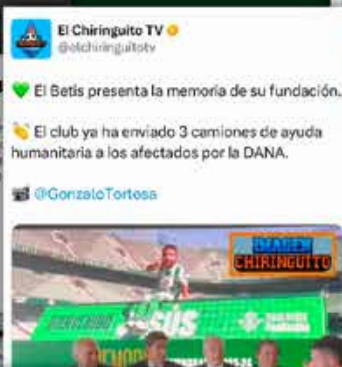 El Chiringuito TV
@elchiringuitotv
💚 El Betis presenta la memoria de su fundación.
👏 El club ya ha enviado 3 camiones de ayuda
humanitaria a los afectados por la DANA.
📹 @GonzaloTortosa
IMAGEN
CHIRINGUITO